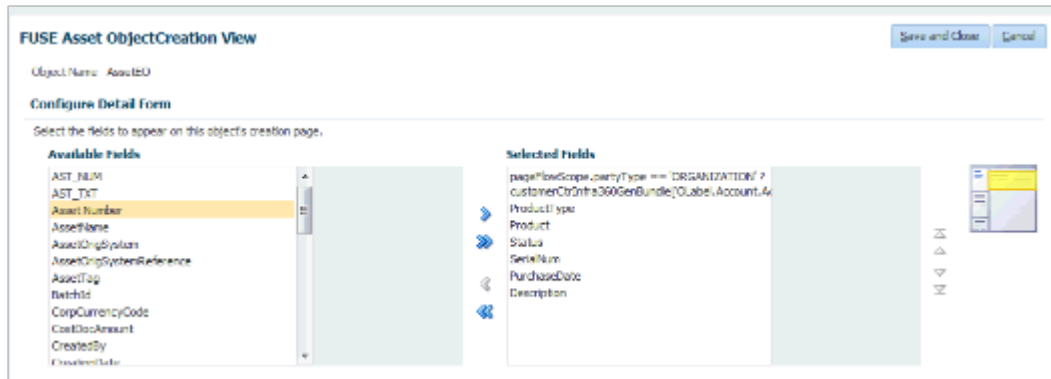 FUSE Asset ObjectCreation View
Save and Close
Cancel
Object Name AssetEO
Configure Detail Form
Select the fields to appear on this object's creation page.
Available Fields
AST_NUM
AST_TXT
Asset Number
AssetName
AssetOrigSystem
AssetOrigSystemReference
AssetTag
BatchId
CorpCurrencyCode
CostDocAmount
CreatedBy
CreationDate
Selected Fields
pageFlowScope.partyType == 'ORGANIZATION' ?
customerCtrInfra360GenBundle['OLabel.Account.Ac
ProductType
Product
Status
SerialNum
PurchaseDate
Description